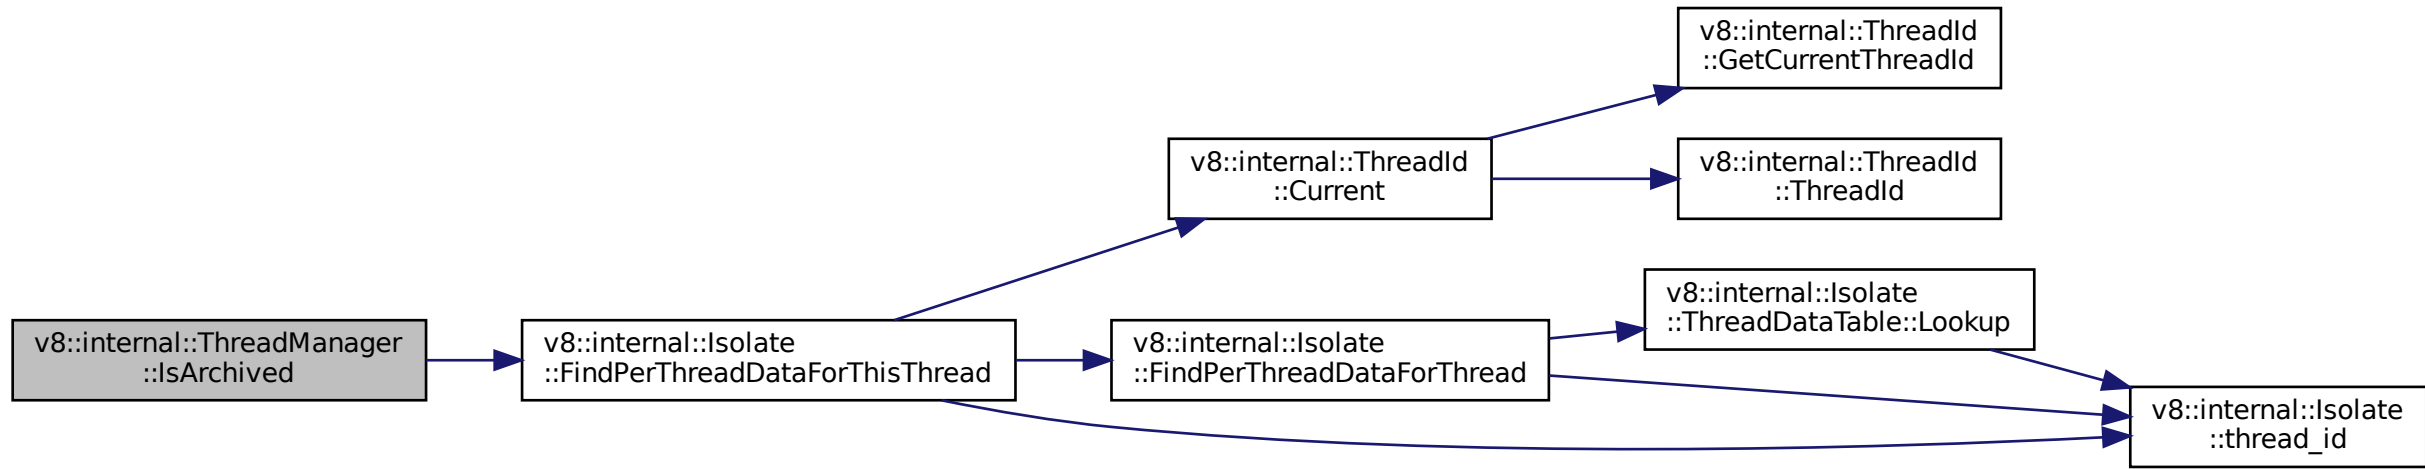 v8::internal::ThreadManager
::IsArchived
v8::internal::Isolate
::FindPerThreadDataForThisThread
v8::internal::ThreadId
::Current
v8::internal::ThreadId
::GetCurrentThreadId
v8::internal::ThreadId
::ThreadId
v8::internal::Isolate
::FindPerThreadDataForThread
v8::internal::Isolate
::ThreadDataTable::Lookup
v8::internal::Isolate
::thread_id